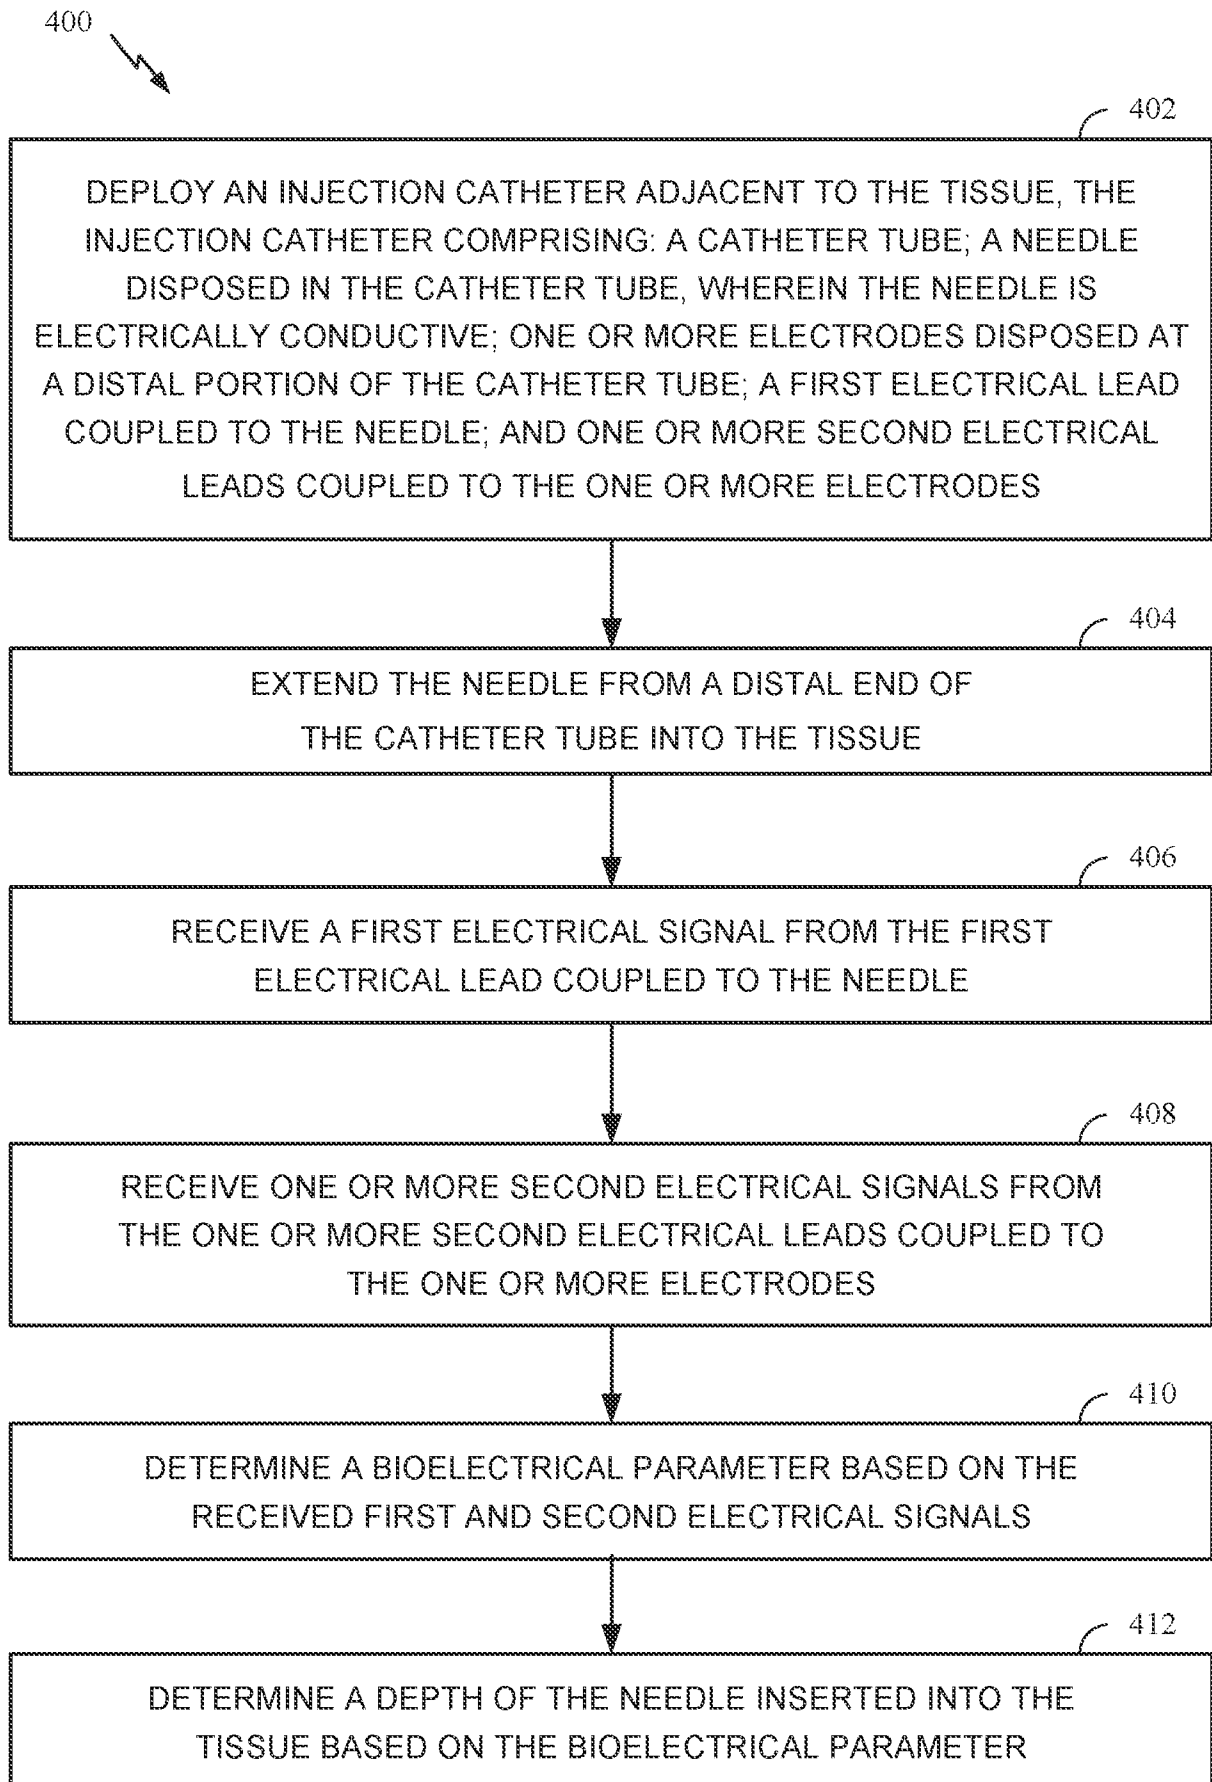 400
402
DEPLOY AN INJECTION CATHETER ADJACENT TO THE TISSUE, THE
INJECTION CATHETER COMPRISING: A CATHETER TUBE; A NEEDLE
DISPOSED IN THE CATHETER TUBE, WHEREIN THE NEEDLE IS
ELECTRICALLY CONDUCTIVE; ONE OR MORE ELECTRODES DISPOSED AT
A DISTAL PORTION OF THE CATHETER TUBE; A FIRST ELECTRICAL LEAD
COUPLED TO THE NEEDLE; AND ONE OR MORE SECOND ELECTRICAL
LEADS COUPLED TO THE ONE OR MORE ELECTRODES
404
EXTEND THE NEEDLE FROM A DISTAL END OF
THE CATHETER TUBE INTO THE TISSUE
406
RECEIVE A FIRST ELECTRICAL SIGNAL FROM THE FIRST
ELECTRICAL LEAD COUPLED TO THE NEEDLE
408
RECEIVE ONE OR MORE SECOND ELECTRICAL SIGNALS FROM
THE ONE OR MORE SECOND ELECTRICAL LEADS COUPLED TO
THE ONE OR MORE ELECTRODES
410
DETERMINE A BIOELECTRICAL PARAMETER BASED ON THE
RECEIVED FIRST AND SECOND ELECTRICAL SIGNALS
412
DETERMINE A DEPTH OF THE NEEDLE INSERTED INTO THE
TISSUE BASED ON THE BIOELECTRICAL PARAMETER